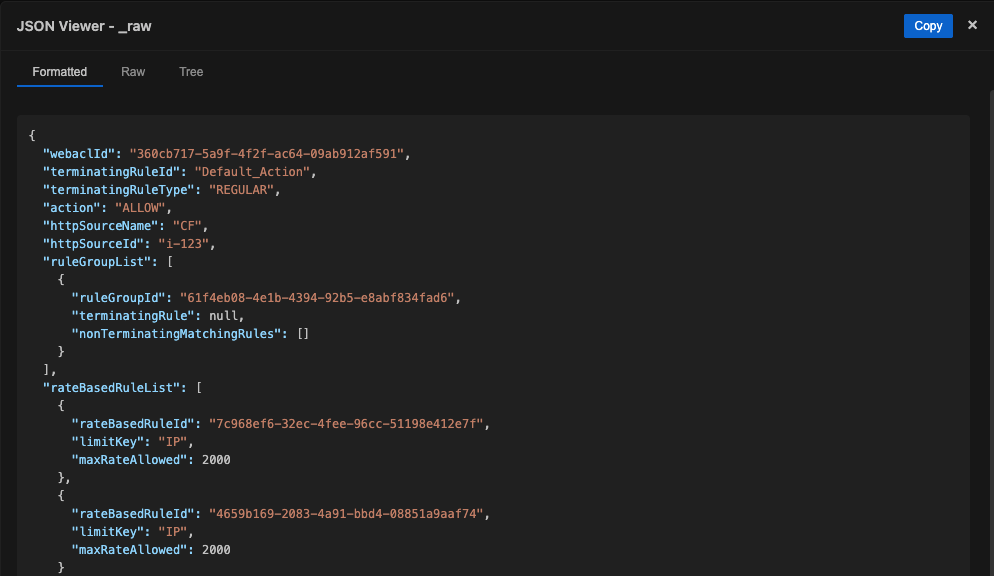 JSON Viewer - _raw
Copy ×
Formatted Raw Tree
{
  "webaclId": "360cb717-5a9f-4f2f-ac64-09ab912af591",
  "terminatingRuleId": "Default_Action",
  "terminatingRuleType": "REGULAR",
  "action": "ALLOW",
  "httpSourceName": "CF",
  "httpSourceId": "i-123",
  "ruleGroupList": [
    {
      "ruleGroupId": "61f4eb08-4e1b-4394-92b5-e8abf834fad6",
      "terminatingRule": null,
      "nonTerminatingMatchingRules": []
    }
  ],
  "rateBasedRuleList": [
    {
      "rateBasedRuleId": "7c968ef6-32ec-4fee-96cc-51198e412e7f",
      "limitKey": "IP",
      "maxRateAllowed": 2000
    },
    {
      "rateBasedRuleId": "4659b169-2083-4a91-bbd4-08851a9aaf74",
      "limitKey": "IP",
      "maxRateAllowed": 2000
    }